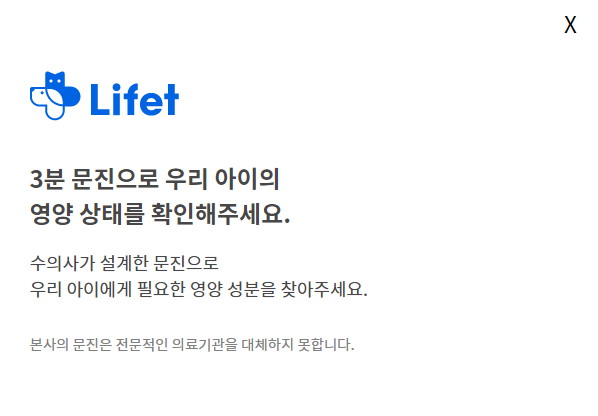 X
Lifet
3분 문진으로 우리 아이의
영양 상태를 확인해주세요.
수의사가 설계한 문진으로
우리 아이에게 필요한 영양 성분을 찾아주세요.
본사의 문진은 전문적인 의료기관을 대체하지 못합니다.